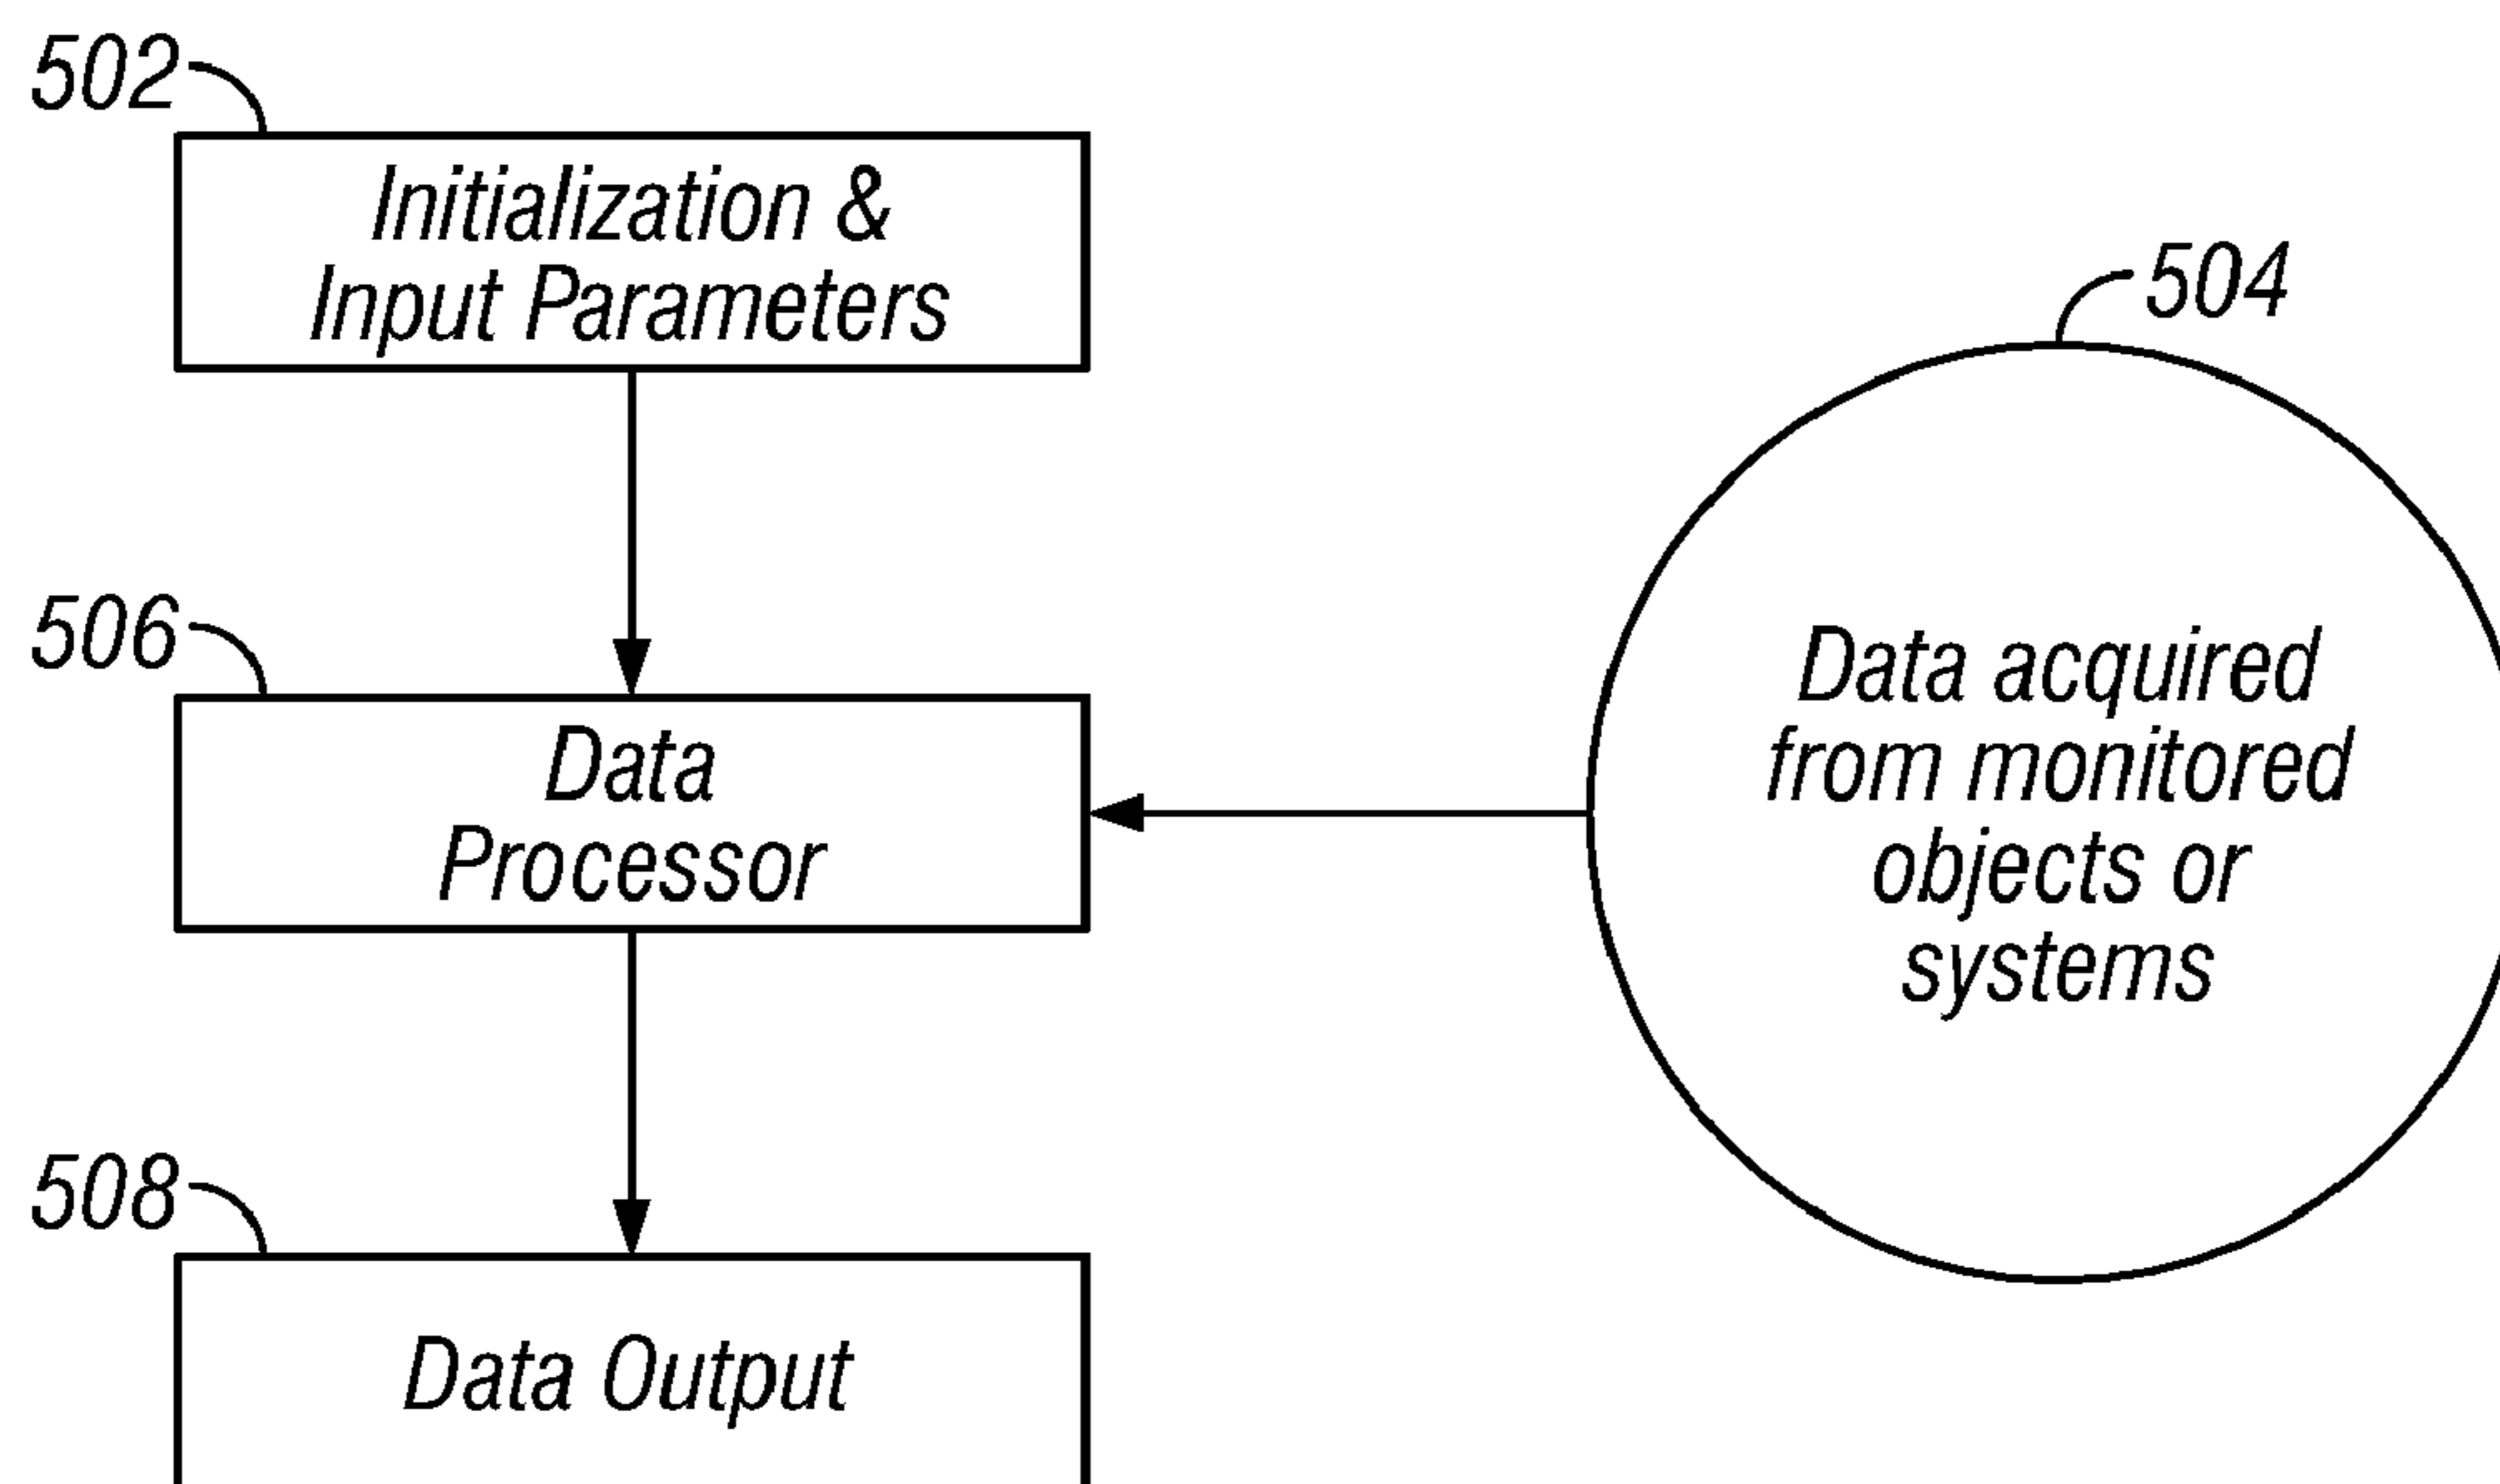 502
Initialization &
Input Parameters
504
506
Data
Processor
Data acquired
from monitored
objects or
systems
508
Data Output